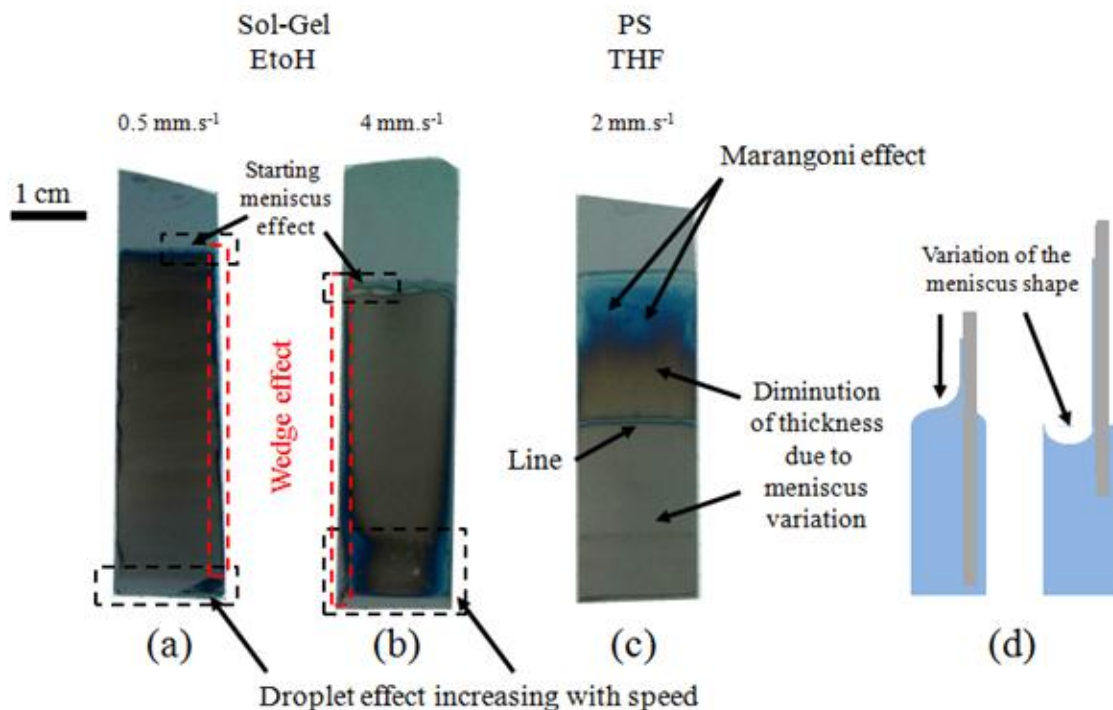 Sol-Gel
EtoH
PS
THF
0.5 mm.s-1
4 mm.s-1
2 mm.s-1
1 cm
Starting
meniscus
effect
Marangoni effect
Variation of the
meniscus shape
Wedge effect
Diminution
of thickness
due to
meniscus
variation
Line
(a)
(b)
(c)
(d)
Droplet effect increasing with speed